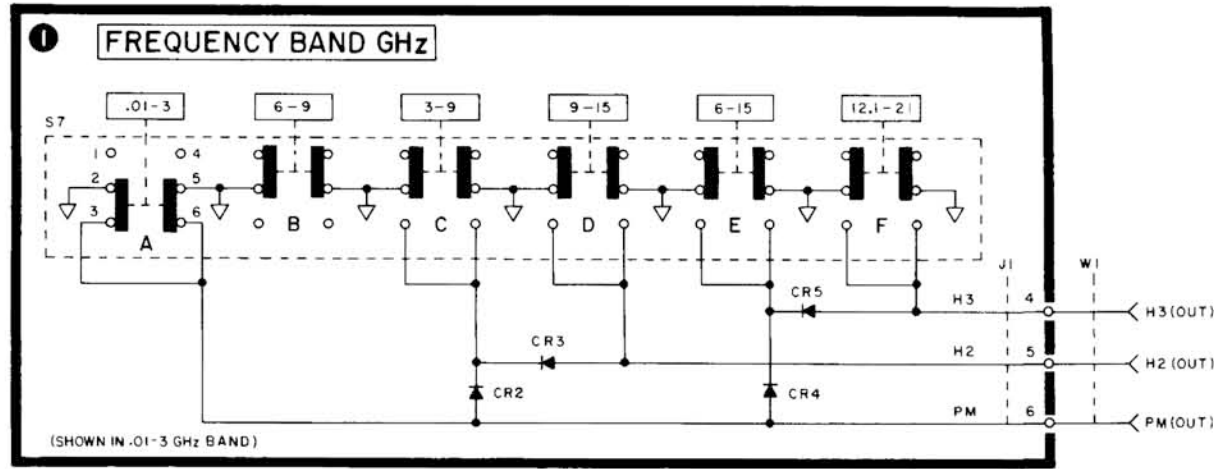 1 FREQUENCY BAND GHz
.01-3 6-9 3-9 9-15 6-15 12.1-21
S7
1 4
2 5
3 6
A B C D E F
J1 W1
CR5 H3 4 H3(OUT)
CR3 H2 5 H2(OUT)
CR2 CR4 PM 6 PM(OUT)
(SHOWN IN .01-3 GHz BAND)